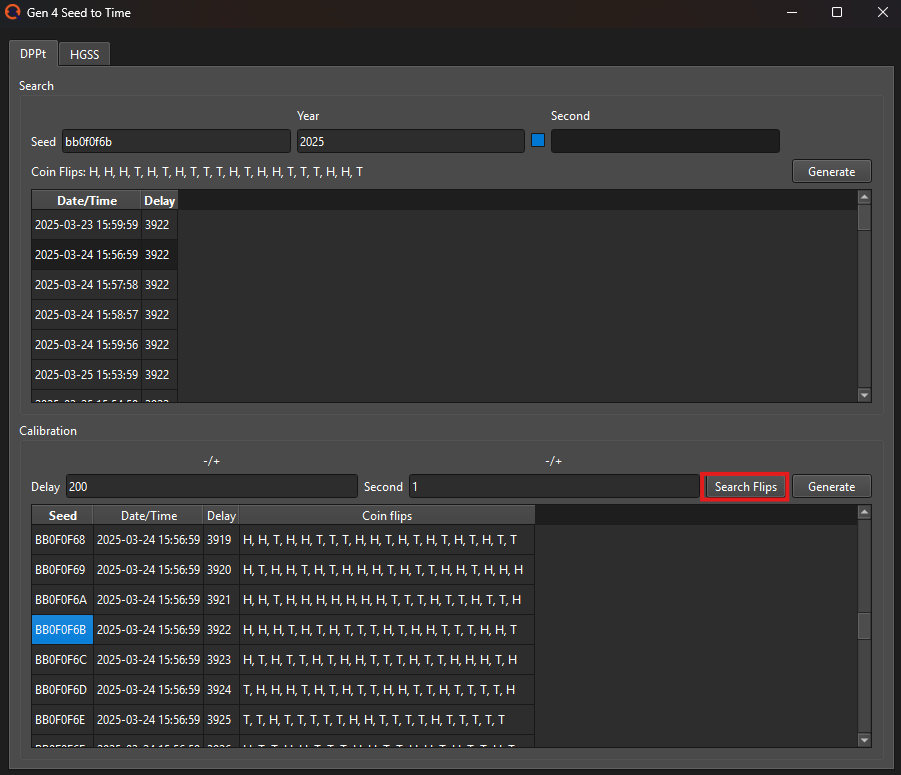 Gen 4 Seed to Time
DPPt HGSS
Search
Year Second
Seed bb0f0f6b 2025
Coin Flips: H, H, H, T, H, T, H, T, T, T, H, T, H, H, T, T, T, H, H, T Generate
Date/Time Delay
2025-03-23 15:59:59 3922
2025-03-24 15:56:59 3922
2025-03-24 15:57:58 3922
2025-03-24 15:58:57 3922
2025-03-24 15:59:56 3922
2025-03-25 15:53:59 3922
Calibration
-/+ -/+
Delay 200 Second 1 Search Flips Generate
Seed Date/Time Delay Coin flips
BB0F0F68 2025-03-24 15:56:59 3919 H, H, T, H, H, T, T, T, H, H, T, H, T, H, T, H, T, H, T, T
BB0F0F69 2025-03-24 15:56:59 3920 H, T, H, H, T, H, T, H, H, H, T, H, T, T, H, H, T, H, H, H
BB0F0F6A 2025-03-24 15:56:59 3921 H, H, T, H, H, H, H, H, H, H, T, T, T, H, T, T, H, T, T, H
BB0F0F6B 2025-03-24 15:56:59 3922 H, H, H, T, H, T, H, T, T, T, H, T, H, H, T, T, T, H, H, T
BB0F0F6C 2025-03-24 15:56:59 3923 H, T, H, T, T, H, T, H, H, T, T, T, H, T, T, H, H, H, T, H
BB0F0F6D 2025-03-24 15:56:59 3924 T, H, H, H, T, H, T, H, T, T, H, H, T, T, H, T, T, T, T, H
BB0F0F6E 2025-03-24 15:56:59 3925 T, T, H, T, T, T, T, T, H, H, T, T, T, T, H, T, T, T, T, T